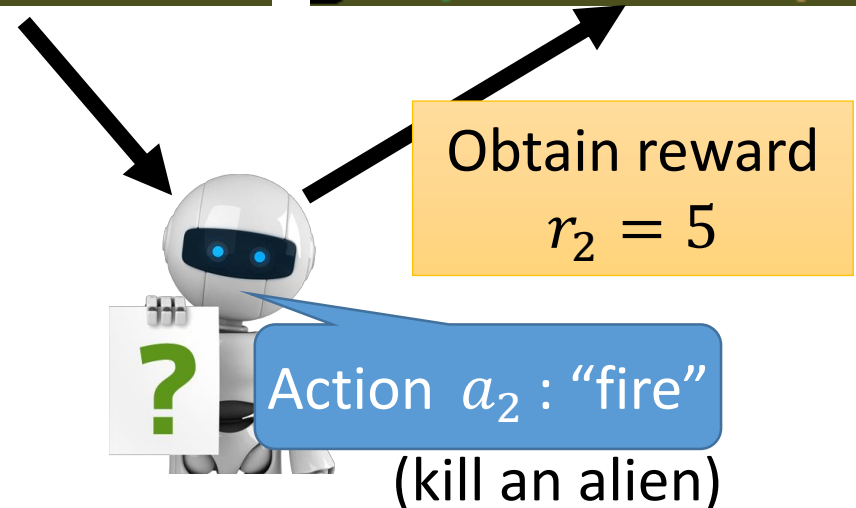 Obtain reward
𝑟₂ = 5
?
Action 𝑎₂ : “fire”
(kill an alien)